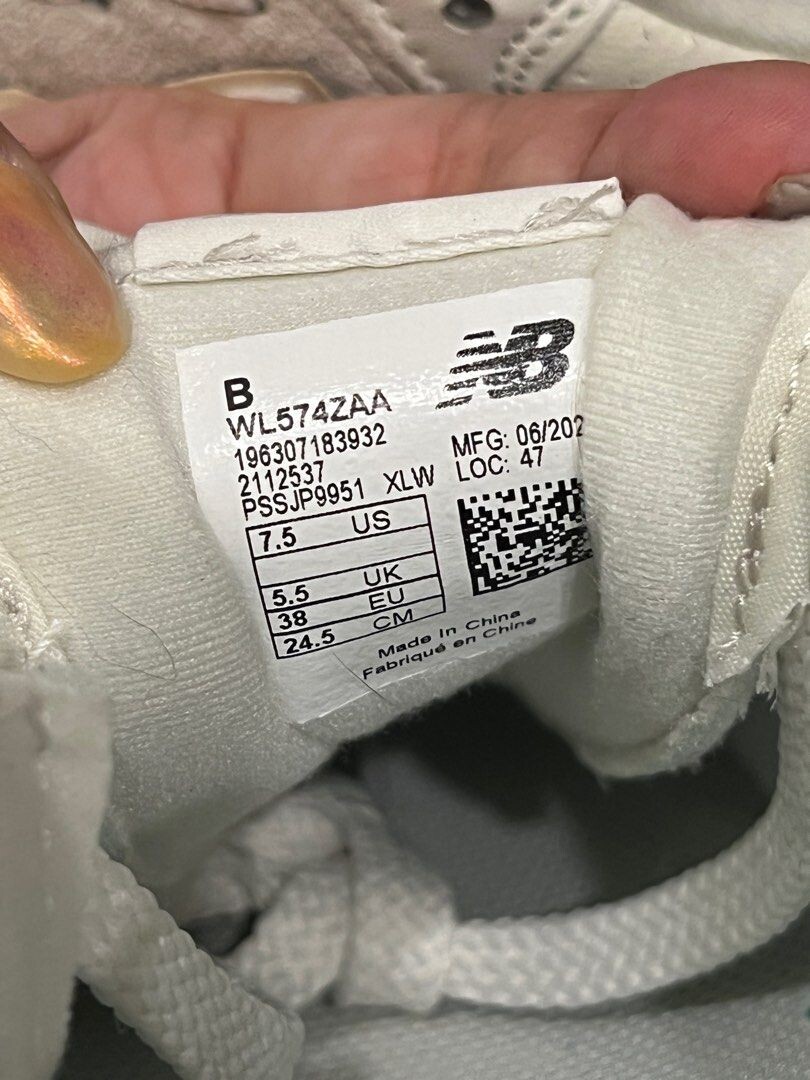 NB
B
WL574ZAA
196307183932
2112537
PSSJP9951 XLW
MFG: 06/202
LOC: 47
7.5 US
5.5 UK
38 EU
24.5 CM
Made In China
Fabriqué en Chine